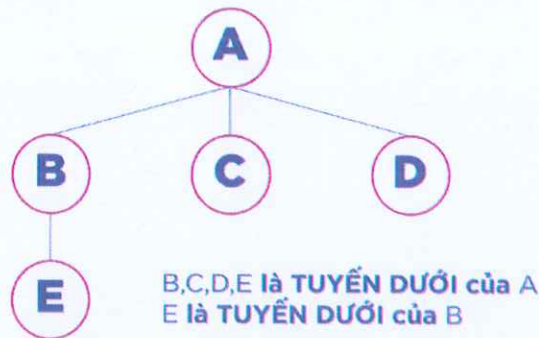 A
B C D
E
B,C,D,E là TUYẾN DƯỚI của A
E là TUYẾN DƯỚI của B